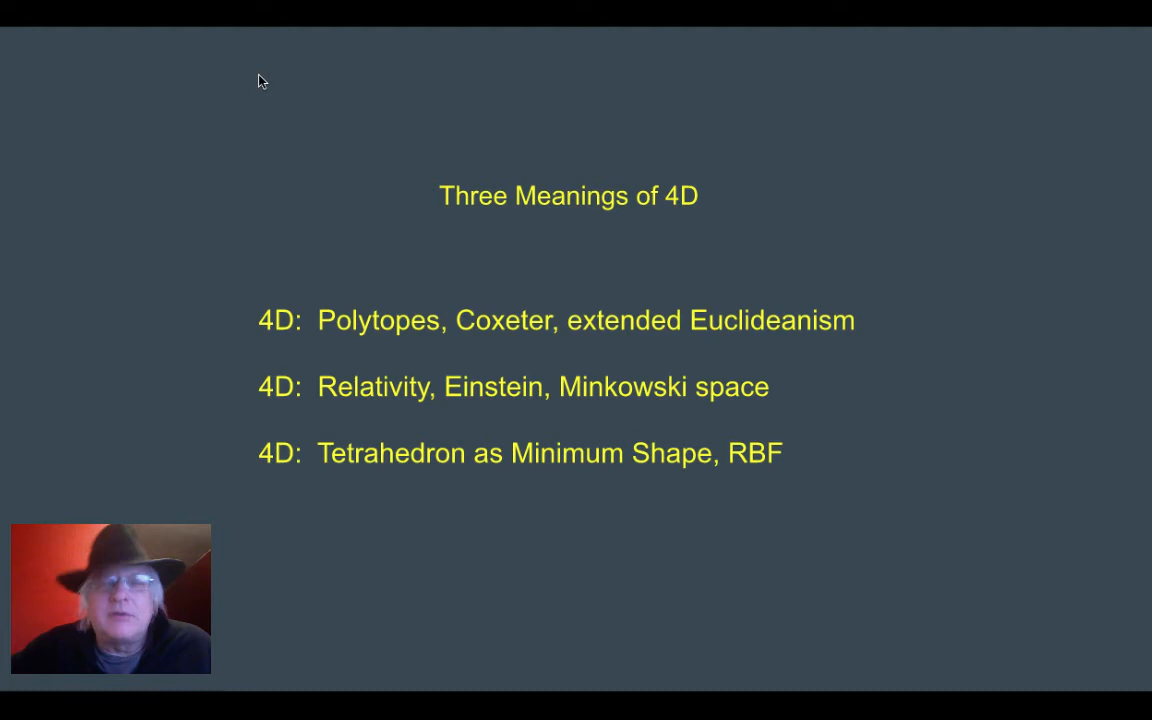 Three Meanings of 4D
4D: Polytopes, Coxeter, extended Euclideanism
4D: Relativity, Einstein, Minkowski space
4D: Tetrahedron as Minimum Shape, RBF